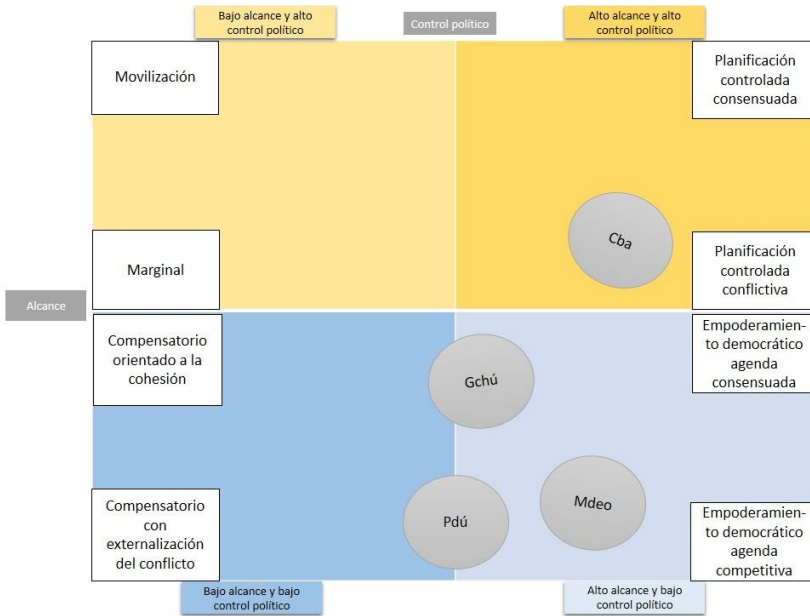 Bajo alcance y alto
control político
Control político
Alto alcance y alto
control político
Movilización
Planificación
controlada
consensuada
Cba
Marginal
Planificación
controlada
conflictiva
Alcance
Compensatorio
orientado a la
cohesión
Empoderamien-
to democrático
agenda
consensuada
Gchú
Compensatorio
con
externalización
del conflicto
Pdú
Mdeo
Empoderamien-
to democrático
agenda
competitiva
Bajo alcance y bajo
control político
Alto alcance y bajo
control político